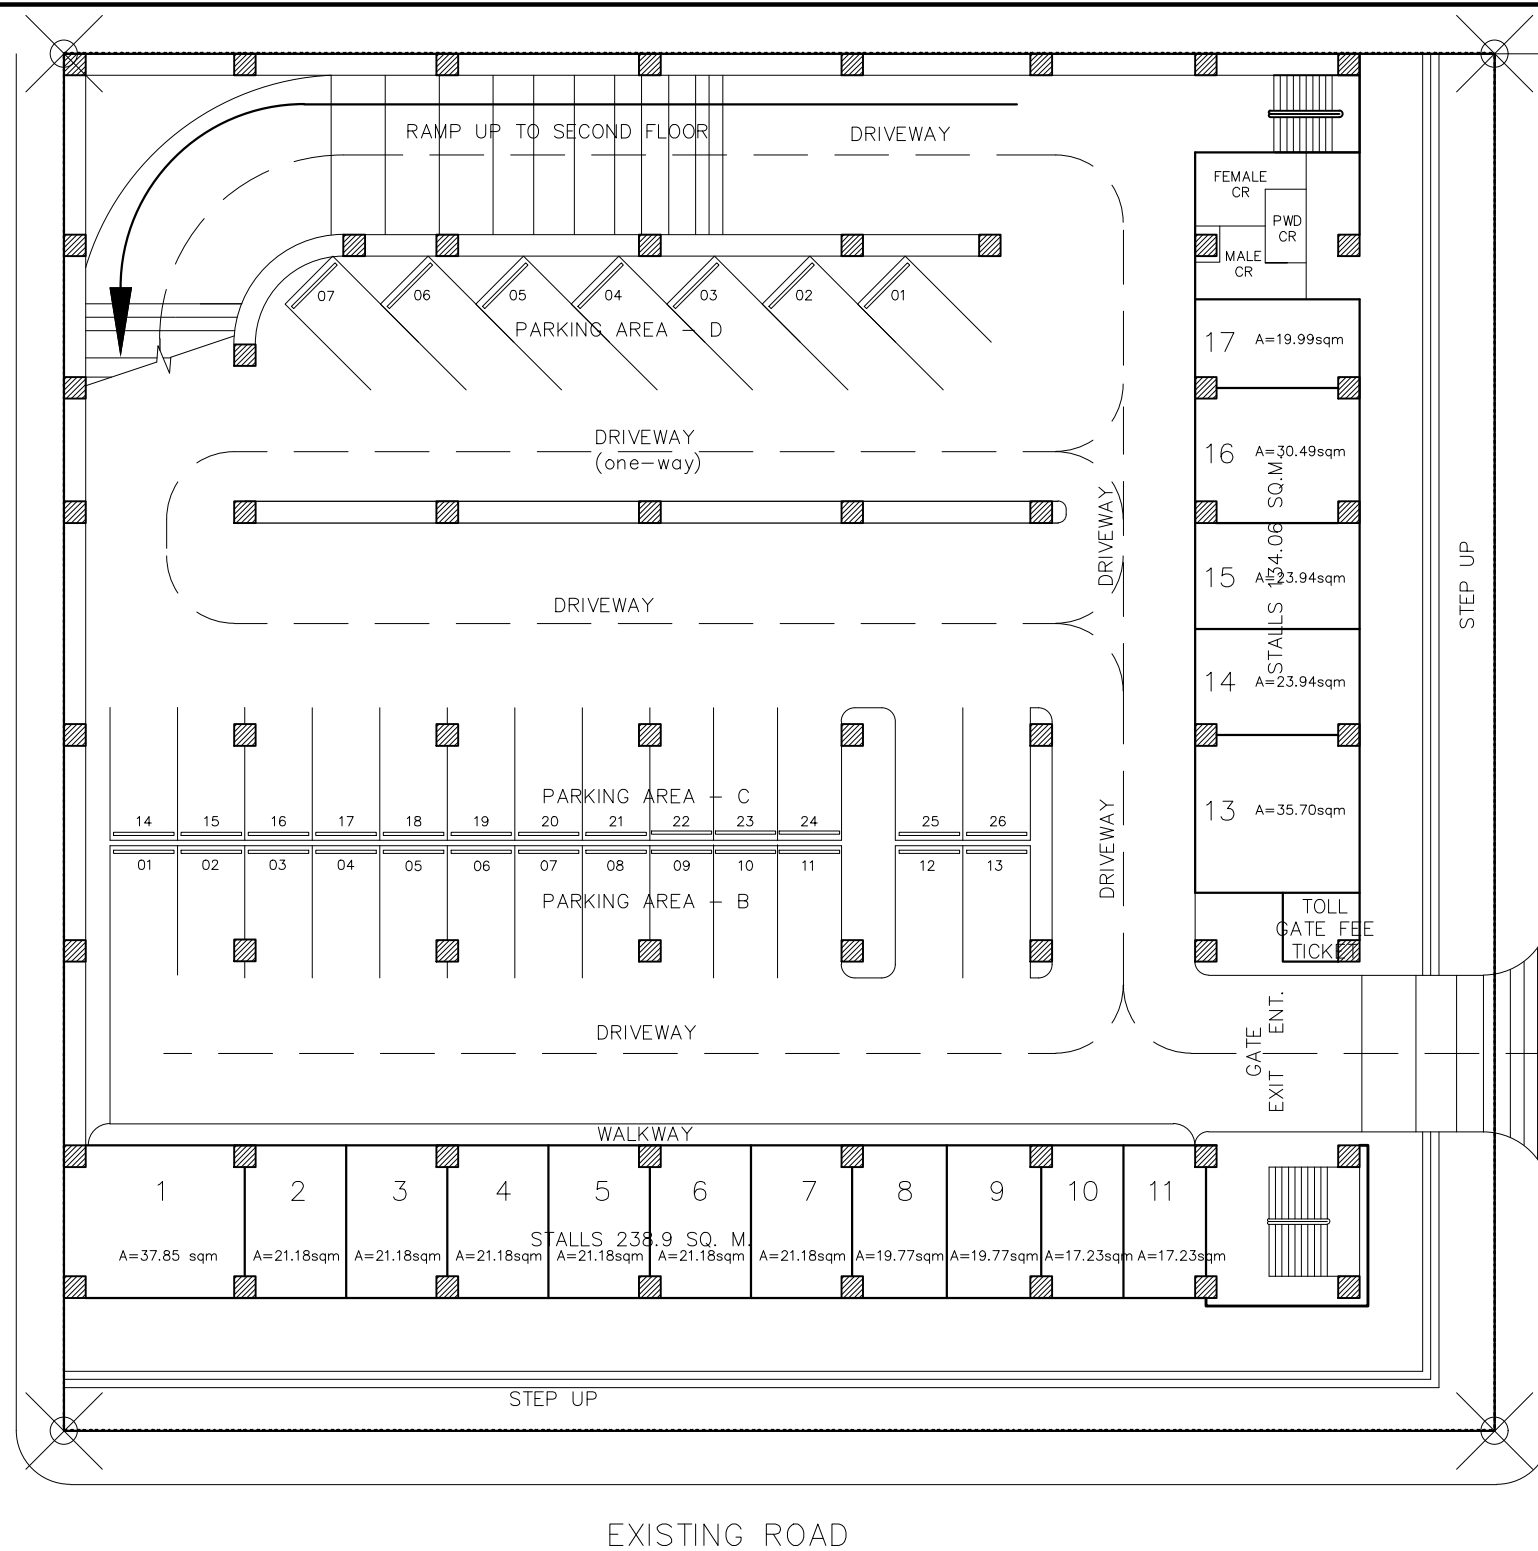 RAMP UP TO SECOND FLOOR
DRIVEWAY
FEMALE
CR
PWD
CR
MALE
CR
07
06
05
04
03
02
01
PARKING AREA - D
17
A=19.99sqm
DRIVEWAY
(one-way)
16
A=30.49sqm
STALLS 134.06 SQ.M.
DRIVEWAY
STEP UP
15
A=23.94sqm
DRIVEWAY
14
A=23.94sqm
PARKING AREA - C
14
15
16
17
18
19
20
21
22
23
24
25
26
01
02
03
04
05
06
07
08
09
10
11
12
13
PARKING AREA - B
DRIVEWAY
13
A=35.70sqm
TOLL
GATE FEE
TICKET
DRIVEWAY
GATE
EXIT ENT.
WALKWAY
1
2
3
4
5
6
7
8
9
10
11
STALLS 238.9 SQ. M.
A=37.85 sqm
A=21.18sqm
A=21.18sqm
A=21.18sqm
A=21.18sqm
A=21.18sqm
A=21.18sqm
A=19.77sqm
A=19.77sqm
A=17.23sqm
A=17.23sqm
STEP UP
EXISTING ROAD